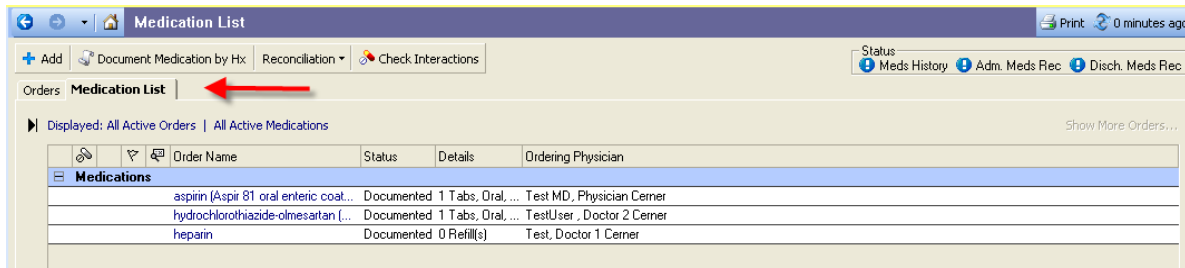 Medication List Print 0 minutes ago
Status
Add Document Medication by Hx Reconciliation Check Interactions Meds History Adm. Meds Rec Disch. Meds Rec
Orders Medication List
Displayed: All Active Orders | All Active Medications Show More Orders...
Order Name Status Details Ordering Physician
Medications
aspirin (Aspir 81 oral enteric coat... Documented 1 Tabs, Oral, ... Test MD, Physician Cerner
hydrochlorothiazide-olmesartan (... Documented 1 Tabs, Oral, ... TestUser , Doctor 2 Cerner
heparin Documented 0 Refill(s) Test, Doctor 1 Cerner